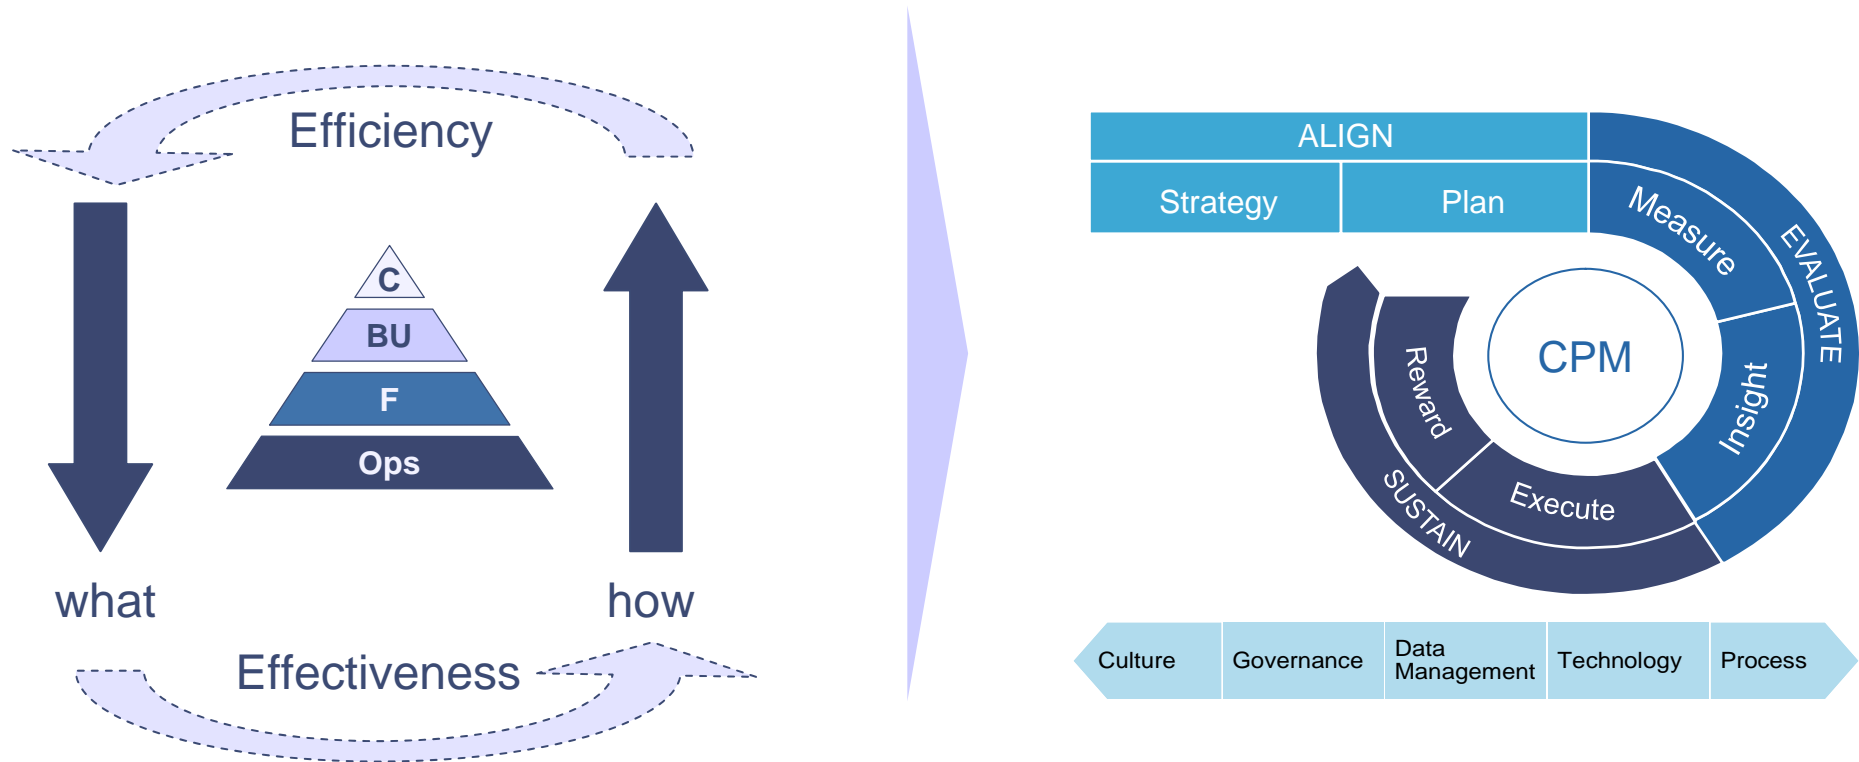 Efficiency
C
BU
F
Ops
what
how
Effectiveness
ALIGN
Strategy
Plan
Measure
EVALUATE
Insight
CPM
Reward
Execute
SUSTAIN
Culture
Governance
Data
Management
Technology
Process